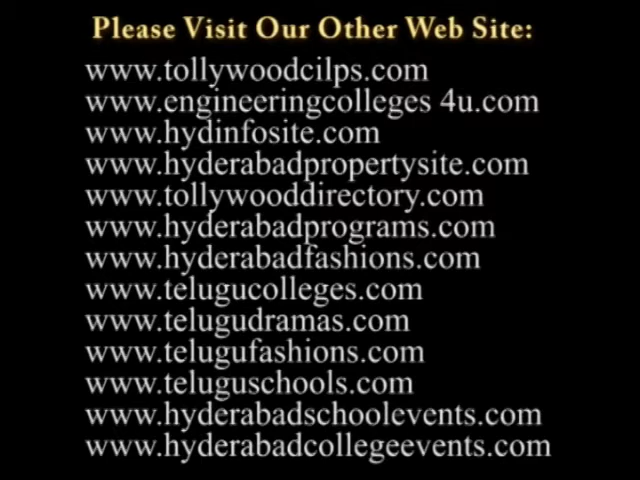 Please Visit Our Other Web Site:
www.tollywoodcilps.com
www.engineeringcolleges 4u.com
www.hydinfosite.com
www.hyderabadpropertysite.com
www.tollywooddirectory.com
www.hyderabadprograms.com
www.hyderabadfashions.com
www.telugucolleges.com
www.telugudramas.com
www.telugufashions.com
www.teluguschools.com
www.hyderabadschoolevents.com
www.hyderabadcollegeevents.com